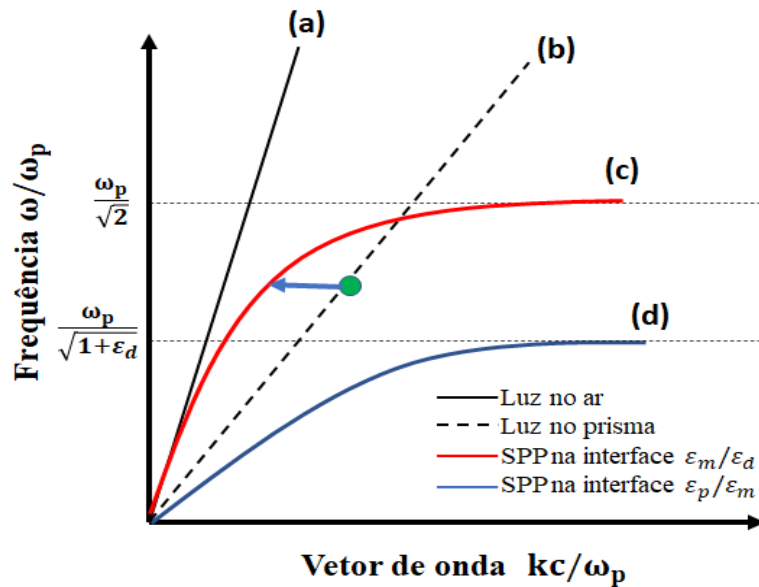 (a)
(b)
(c)
(d)
Frequência ω/ωₚ
ωₚ/√2
ωₚ/√(1+εd)
Luz no ar
Luz no prisma
SPP na interface εₘ/εd
SPP na interface εₚ/εₘ
Vetor de onda kc/ωₚ